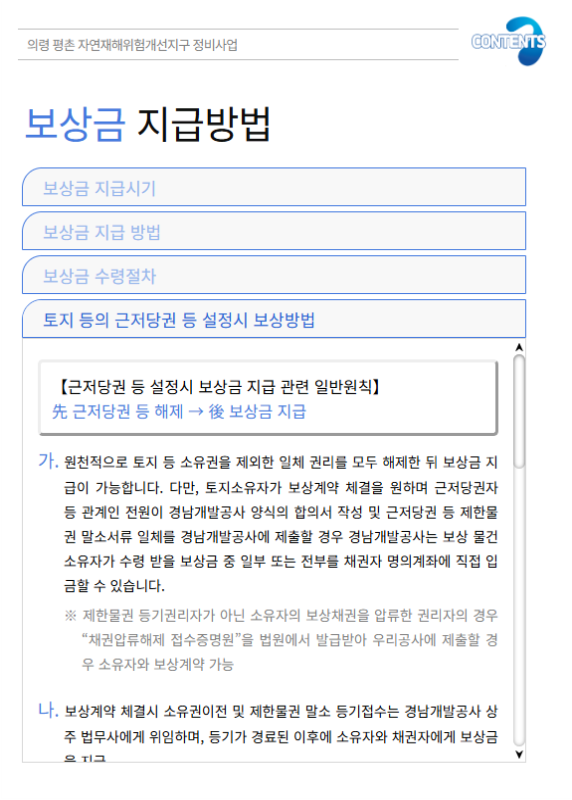 의령 평촌 자연재해위험개선지구 정비사업
CONTENTS
보상금 지급방법
보상금 지급시기
보상금 지급 방법
보상금 수령절차
토지 등의 근저당권 등 설정시 보상방법
【근저당권 등 설정시 보상금 지급 관련 일반원칙】
先 근저당권 등 해제 → 後 보상금 지급
가. 원천적으로 토지 등 소유권을 제외한 일체 권리를 모두 해제한 뒤 보상금 지
급이 가능합니다. 다만, 토지소유자가 보상계약 체결을 원하며 근저당권자
등 관계인 전원이 경남개발공사 양식의 합의서 작성 및 근저당권 등 제한물
권 말소서류 일체를 경남개발공사에 제출할 경우 경남개발공사는 보상 물건
소유자가 수령 받을 보상금 중 일부 또는 전부를 채권자 명의계좌에 직접 입
금할 수 있습니다.
※ 제한물권 등기권리자가 아닌 소유자의 보상채권을 압류한 권리자의 경우
“채권압류해제 접수증명원”을 법원에서 발급받아 우리공사에 제출할 경
우 소유자와 보상계약 가능
나. 보상계약 체결시 소유권이전 및 제한물권 말소 등기접수는 경남개발공사 상
주 법무사에게 위임하며, 등기가 경료된 이후에 소유자와 채권자에게 보상금
을 지급